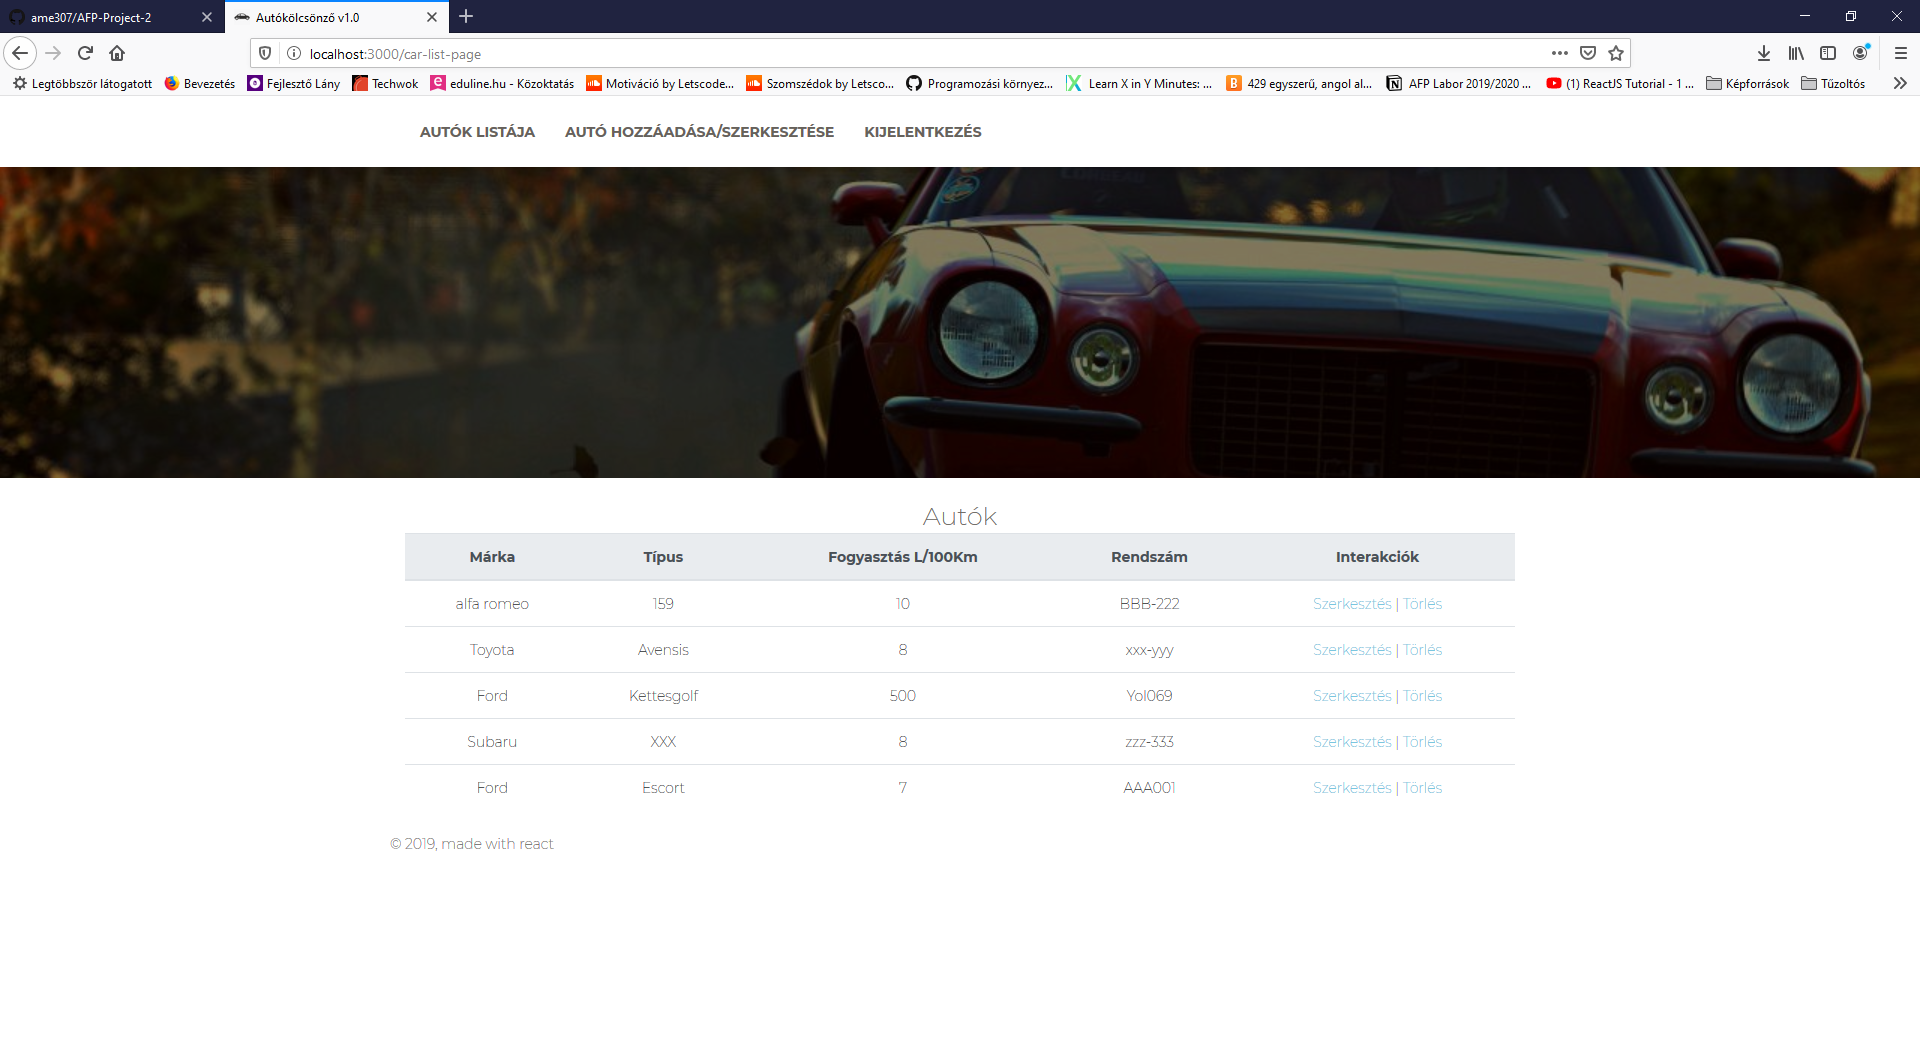 ame307/AFP-Project-2
Autókölcsönző v1.0
localhost:3000/car-list-page
Legtöbbször látogatott Bevezetés Fejlesztő Lány Techwok eduline.hu - Közoktatás Motiváció by Letscode... Szomszédok by Letsco... Programozási környez... Learn X in Y Minutes: ... 429 egyszerű, angol al... AFP Labor 2019/2020 ... (1) ReactJS Tutorial - 1 ... Képforrások Tűzoltós
AUTÓK LISTÁJA AUTÓ HOZZÁADÁSA/SZERKESZTÉSE KIJELENTKEZÉS
Autók
Márka Típus Fogyasztás L/100Km Rendszám Interakciók
alfa romeo 159 10 BBB-222 Szerkesztés | Törlés
Toyota Avensis 8 xxx-yyy Szerkesztés | Törlés
Ford Kettesgolf 500 Yol069 Szerkesztés | Törlés
Subaru XXX 8 zzz-333 Szerkesztés | Törlés
Ford Escort 7 AAA001 Szerkesztés | Törlés
© 2019, made with react